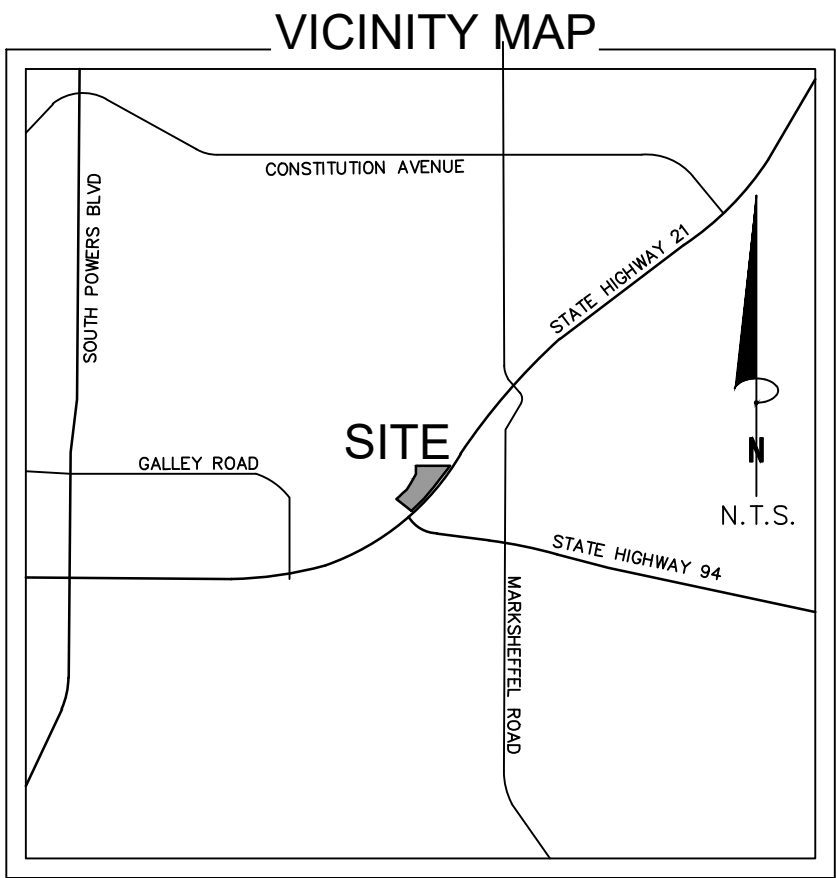 VICINITY MAP
CONSTITUTION AVENUE
SOUTH POWERS BLVD
STATE HIGHWAY 21
SITE
GALLEY ROAD
N
N.T.S.
STATE HIGHWAY 94
MARKSHEFFEL ROAD